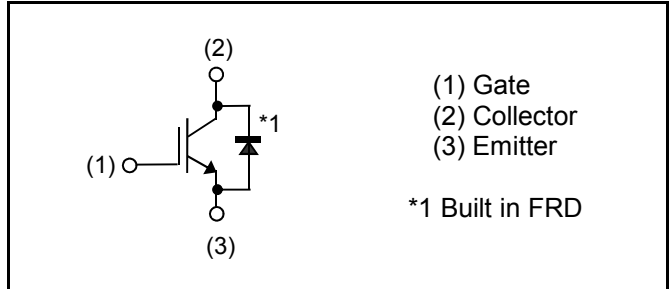 (2)
*1
(1)
(3)
(1) Gate
(2) Collector
(3) Emitter
*1 Built in FRD